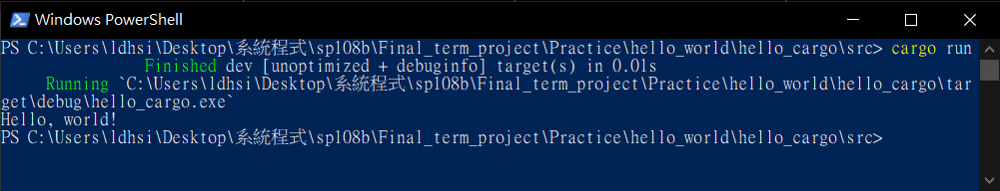 Windows PowerShell
PS C:\Users\ldhsi\Desktop\系統程式\sp108b\Final_term_project\Practice\hello_world\hello_cargo\src> cargo run
Finished dev [unoptimized + debuginfo] target(s) in 0.01s
Running `C:\Users\ldhsi\Desktop\系統程式\sp108b\Final_term_project\Practice\hello_world\hello_cargo\tar
get\debug\hello_cargo.exe`
Hello, world!
PS C:\Users\ldhsi\Desktop\系統程式\sp108b\Final_term_project\Practice\hello_world\hello_cargo\src>